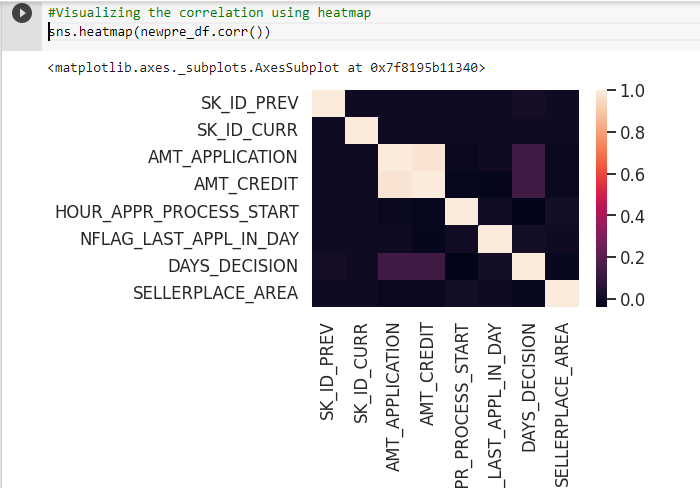 #Visualizing the correlation using heatmap
sns.heatmap(newpre_df.corr())
<matplotlib.axes._subplots.AxesSubplot at 0x7f8195b11340>
SK_ID_PREV
SK_ID_CURR
AMT_APPLICATION
AMT_CREDIT
HOUR_APPR_PROCESS_START
NFLAG_LAST_APPL_IN_DAY
DAYS_DECISION
SELLERPLACE_AREA
1.0
0.8
0.6
0.4
0.2
0.0
SK_ID_PREV
SK_ID_CURR
AMT_APPLICATION
AMT_CREDIT
PR_PROCESS_START
_LAST_APPL_IN_DAY
DAYS_DECISION
SELLERPLACE_AREA